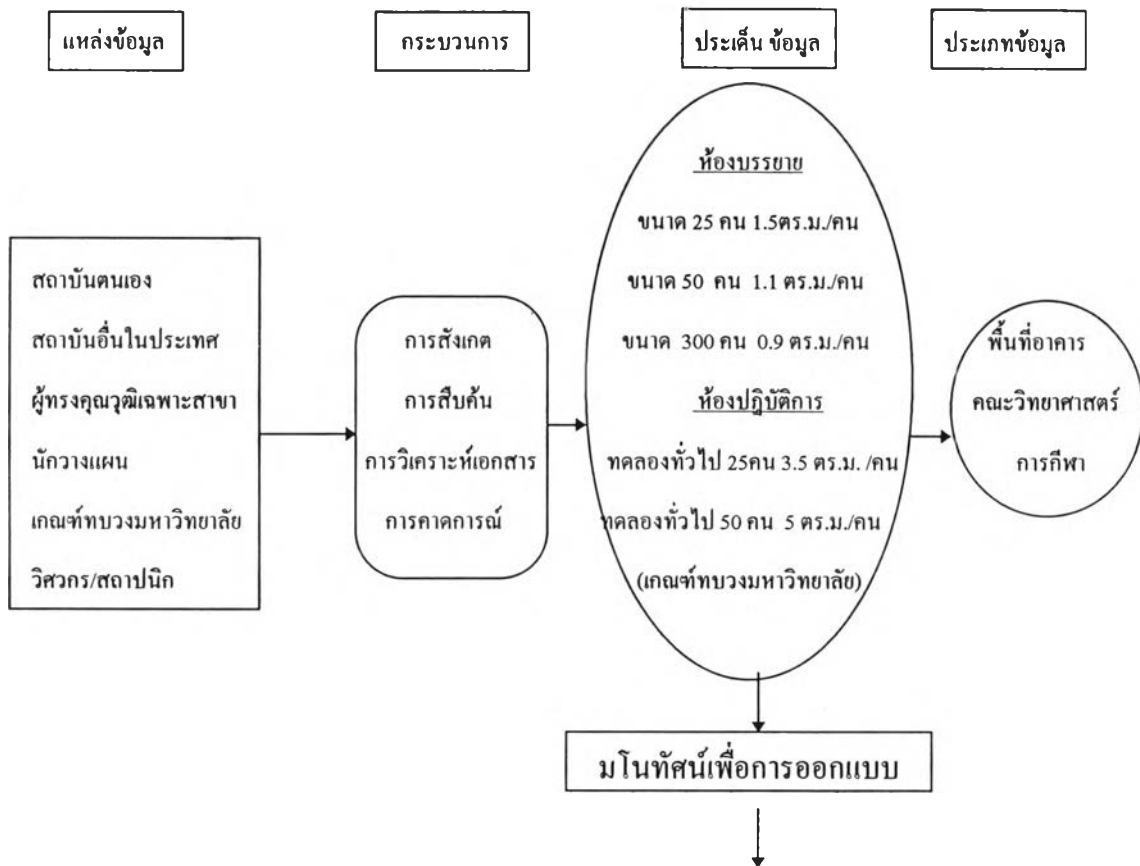 แหล่งข้อมูล
กระบวนการ
ประเด็น ข้อมูล
ประเภทข้อมูล
สถาบันตนเอง
สถาบันอื่นในประเทศ
ผู้ทรงคุณวุฒิเฉพาะสาขา
นักวางแผน
เกณฑ์ทบวงมหาวิทยาลัย
วิศวกร/สถาปนิก
การสังเกต
การสืบค้น
การวิเคราะห์เอกสาร
การคาดการณ์
ห้องบรรยาย
ขนาด 25 คน 1.5ตร.ม./คน
ขนาด 50 คน 1.1 ตร.ม./คน
ขนาด 300 คน 0.9 ตร.ม./คน
ห้องปฏิบัติการ
ทดลองทั่วไป 25คน 3.5 ตร.ม. /คน
ทดลองทั่วไป 50 คน 5 ตร.ม./คน
(เกณฑ์ทบวงมหาวิทยาลัย)
พื้นที่อาคาร
คณะวิทยาศาสตร์
การกีฬา
มโนทัศน์เพื่อการออกแบบ